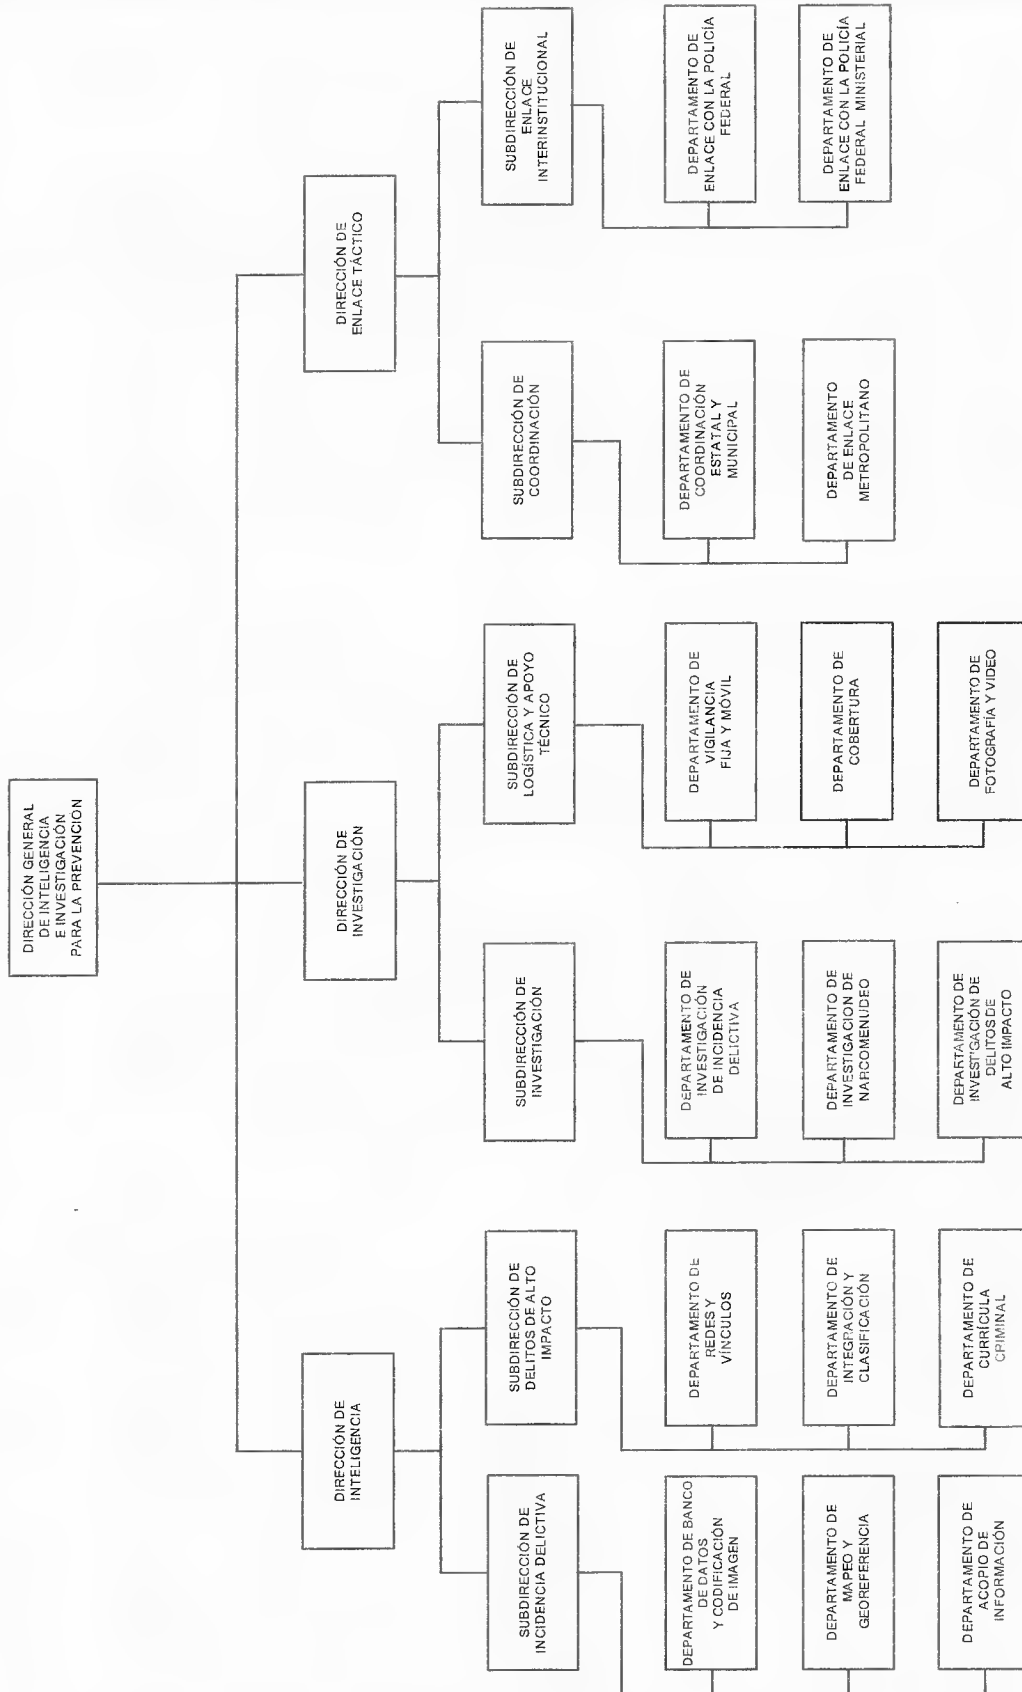 DIRECCIÓN GENERAL
DE INTELIGENCIA
E INVESTIGACIÓN
PARA LA PREVENCION
DIRECCIÓN DE
INTELIGENCIA
DIRECCIÓN DE
INVESTIGACIÓN
DIRECCIÓN DE
ENLACE TÁCTICO
SUBDIRECCIÓN DE
INCIDENCIA DELICTIVA
SUBDIRECCIÓN DE
DELITOS DE ALTO
IMPACTO
SUBDIRECCIÓN DE
INVESTIGACIÓN
SUBDIRECCIÓN DE
LOGÍSTICA Y APOYO
TÉCNICO
SUBDIRECCIÓN DE
COORDINACIÓN
SUBDIRECCIÓN DE
ENLACE
INTERINSTITUCIONAL
DEPARTAMENTO DE BANCO
DE DATOS
Y CODIFICACIÓN
DE IMAGEN
DEPARTAMENTO DE
REDES Y
VÍNCULOS
DEPARTAMENTO DE
INVESTIGACIÓN
DE INCIDENCIA
DELICTIVA
DEPARTAMENTO DE
VIGILANCIA
FIJA Y MÓVIL
DEPARTAMENTO DE
COORDINACIÓN
ESTATAL Y
MUNICIPAL
DEPARTAMENTO DE
ENLACE CON LA POLICÍA
FEDERAL
DEPARTAMENTO DE
MAPEO Y
GEOREFERENCIA
DEPARTAMENTO DE
INTEGRACIÓN Y
CLASIFICACIÓN
DEPARTAMENTO DE
INVESTIGACION DE
NARCOMENUDEO
DEPARTAMENTO DE
COBERTURA
DEPARTAMENTO
DE ENLACE
METROPOLITANO
DEPARTAMENTO DE
ENLACE CON LA POLICÍA
FEDERAL MINISTERIAL
DEPARTAMENTO DE
ACOPIO DE
INFORMACIÓN
DEPARTAMENTO DE
CURRÍCULA
CRIMINAL
DEPARTAMENTO DE
INVESTIGACIÓN DE
DELITOS DE
ALTO IMPACTO
DEPARTAMENTO DE
FOTOGRAFÍA Y VIDEO